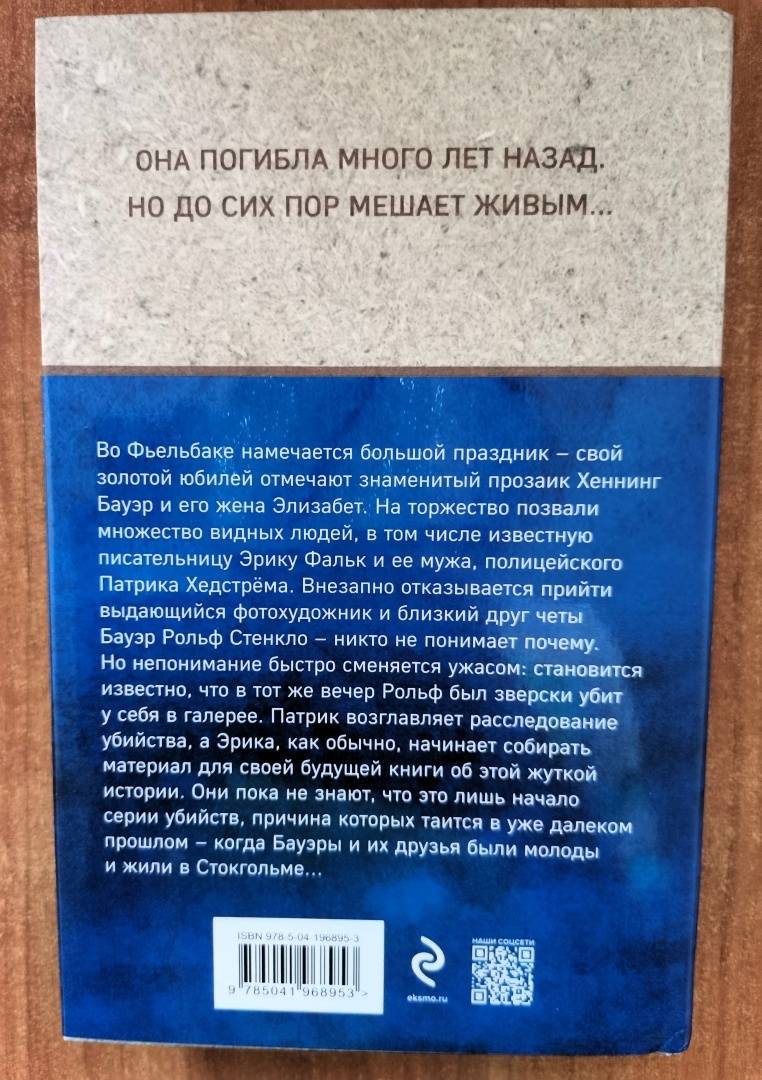 ОНА ПОГИБЛА МНОГО ЛЕТ НАЗАД.
НО ДО СИХ ПОР МЕШАЕТ ЖИВЫМ...
Во Фьельбаке намечается большой праздник – свой
золотой юбилей отмечают знаменитый прозаик Хеннинг
Бауэр и его жена Элизабет. На торжество позвали
множество видных людей, в том числе известную
писательницу Эрику Фальк и ее мужа, полицейского
Патрика Хедстрёма. Внезапно отказывается прийти
выдающийся фотохудожник и близкий друг четы
Бауэр Рольф Стенкло – никто не понимает почему.
Но непонимание быстро сменяется ужасом: становится
известно, что в тот же вечер Рольф был зверски убит
у себя в галерее. Патрик возглавляет расследование
убийства, а Эрика, как обычно, начинает собирать
материал для своей будущей книги об этой жуткой
истории. Они пока не знают, что это лишь начало
серии убийств, причина которых таится в уже далеком
прошлом – когда Бауэры и их друзья были молоды
и жили в Стокгольме...
ISBN 978-5-04-196895-3
9 785041 968953 >
eksmo.ru
НАШИ СОЦСЕТИ